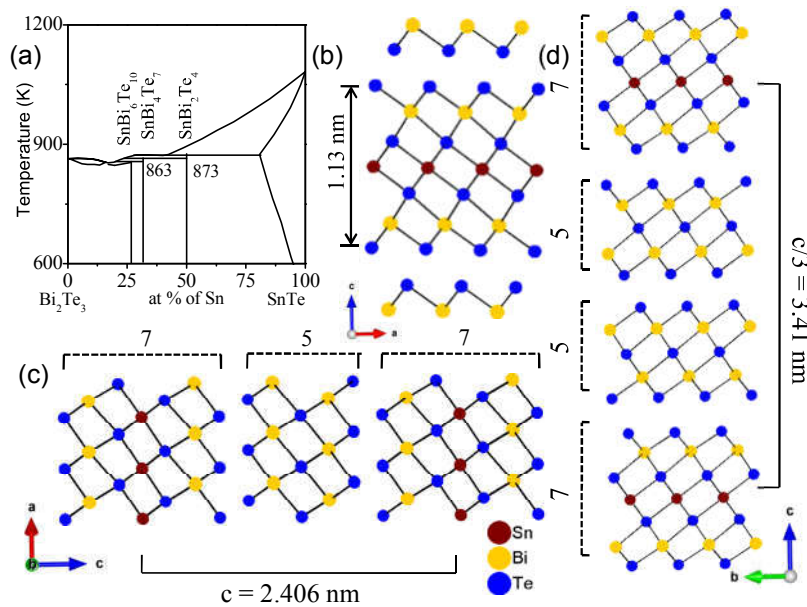 (a)
1200
900
600
Temperature (K)
SnBi6Te10
SnBi4Te7
SnBi2Te4
863
873
0
25
50
75
100
Bi2Te3
at % of Sn
SnTe
(b)
1.13 nm
c
a
(c)
7
5
7
a
b
c
c = 2.406 nm
Sn
Bi
Te
(d)
7
5
5
7
c/3 = 3.41 nm
c
b